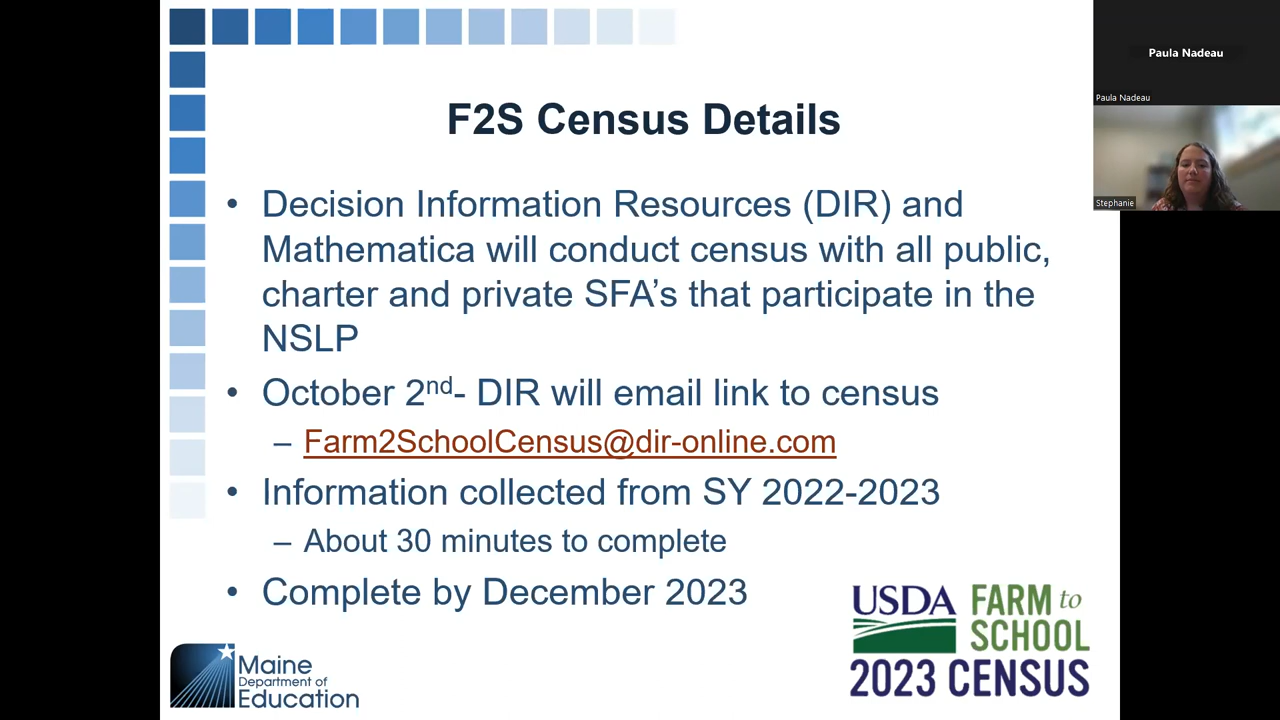 F2S Census Details
• Decision Information Resources (DIR) and
Mathematica will conduct census with all public,
charter and private SFA's that participate in the
NSLP
• October 2nd- DIR will email link to census
– Farm2SchoolCensus@dir-online.com
• Information collected from SY 2022-2023
– About 30 minutes to complete
• Complete by December 2023
Maine
Department of
Education
USDA FARM to
SCHOOL
2023 CENSUS
Paula Nadeau
Paula Nadeau
Stephanie